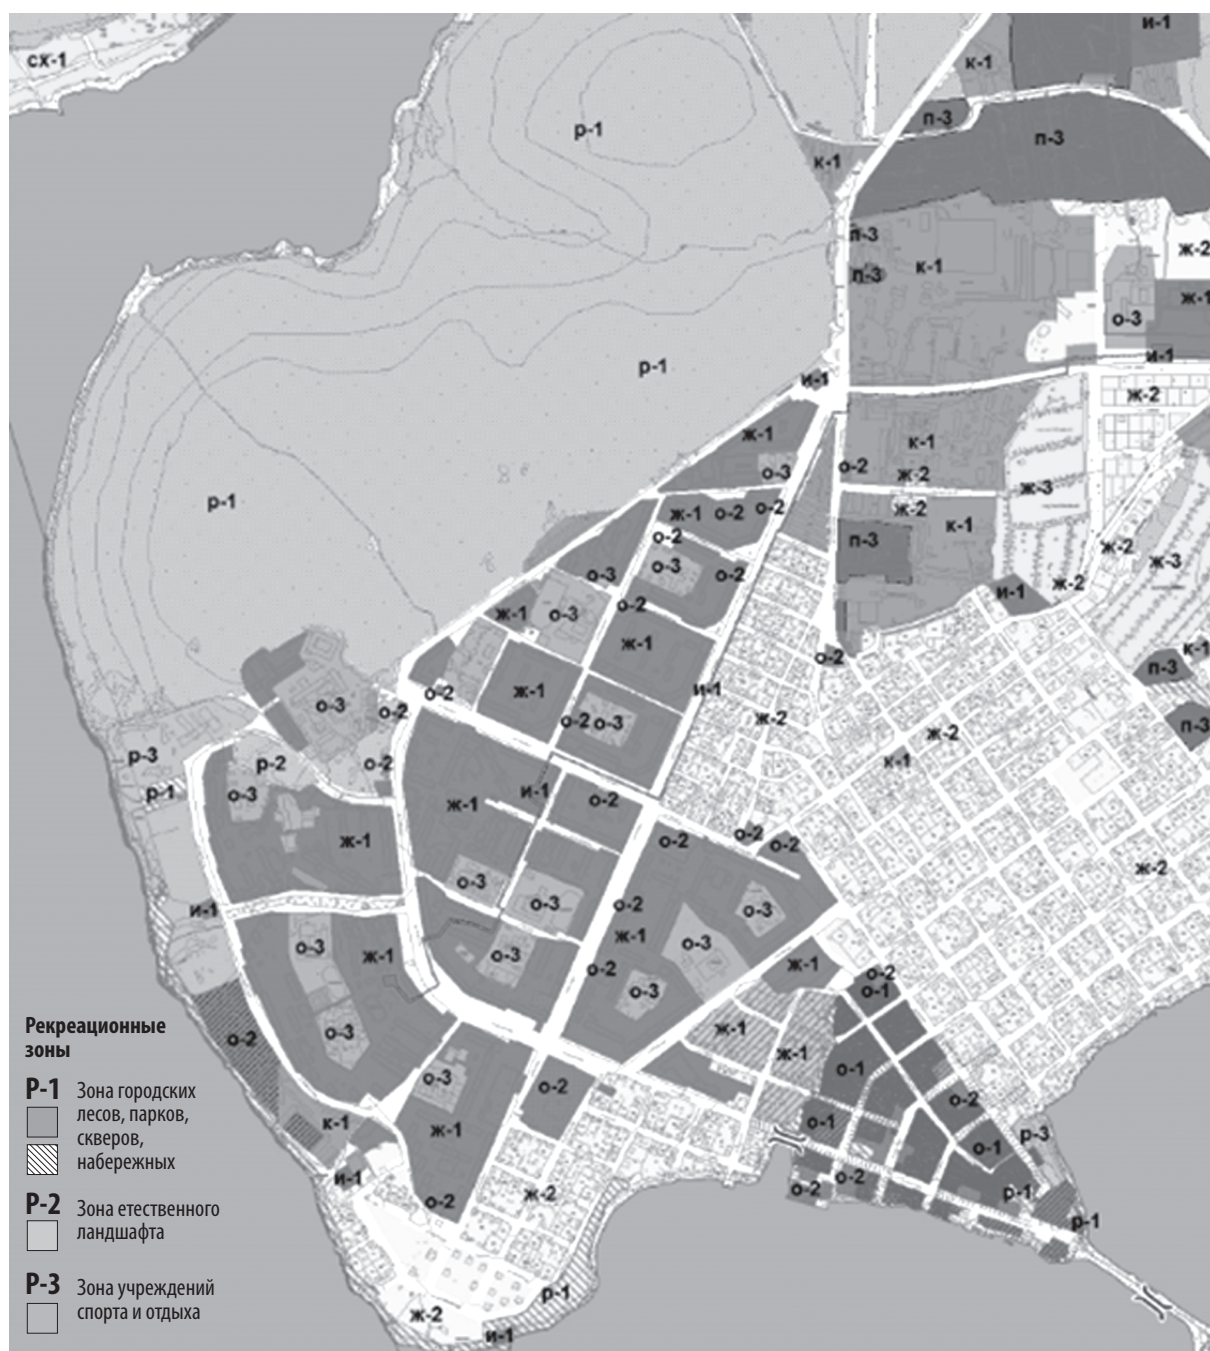 и-1
сх-1
к-1
р-1
п-3
п-3
к-1
п-3
ж-2
к-1
п-3
ж-1
о-3
и-1
р-1
и-1
ж-2
ж-1
к-1
о-3
о-2
ж-2
ж-3
р-1
ж-1
о-2
о-2
ж-2
к-1
о-2
п-3
ж-2
ж-3
о-3
о-3
о-2
ж-2
и-1
ж-1
о-3
о-2
ж-1
к-1
о-2
п-3
о-2
ж-1
и-1
о-3
о-2
о-2
о-3
ж-2
п-3
ж-2
р-3
р-2
о-2
к-1
р-1
о-3
и-1
о-2
ж-1
о-2
ж-1
о-2
о-2
ж-2
о-3
и-1
о-3
о-2
о-3
ж-1
о-3
ж-1
о-3
о-3
ж-1
о-2
о-2
о-3
о-1
Рекреационные
зоны
о-2
о-3
ж-1
ж-1
о-1
Р-1 Зона городских
лесов, парков,
скверов,
набережных
о-3
о-2
о-2
к-1
ж-1
о-1
о-1
р-3
и-1
о-2
о-2
о-2
ж-2
р-1
р-1
Р-2 Зона етественного
ландшафта
Р-3 Зона учреждений
спорта и отдыха
р-1
ж-2
и-1